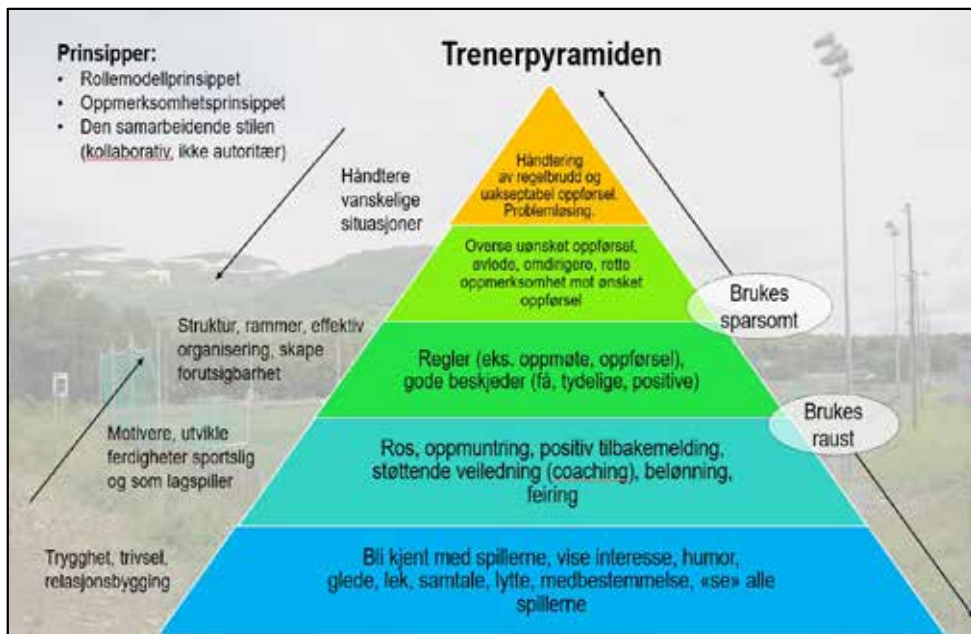 Prinsipper:
• Rollemodellprinsippet
• Oppmerksomhetsprinsippet
• Den samarbeidende stilen
(kollaborativ, ikke autoritær)
Trenerpyramiden
Håndtere
vanskelige
situasjoner
Håndtering
av regelbrudd og
uakseptabel oppførsel.
Problemløsing.
Overse uønsket oppførsel,
avlede, omdirigere, rette
oppmerksomhet mot ønsket
oppførsel
Brukes
sparsomt
Struktur, rammer, effektiv
organisering, skape
forutsigbarhet
Regler (eks. oppmøte, oppførsel),
gode beskjeder (få, tydelige, positive)
Brukes
raust
Motivere, utvikle
ferdigheter sportslig
og som lagspiller
Ros, oppmuntring, positiv tilbakemelding,
støttende veiledning (coaching), belønning,
feiring
Trygghet, trivsel,
relasjonsbygging
Bli kjent med spillerne, vise interesse, humor,
glede, lek, samtale, lytte, medbestemmelse, «se» alle
spillerne